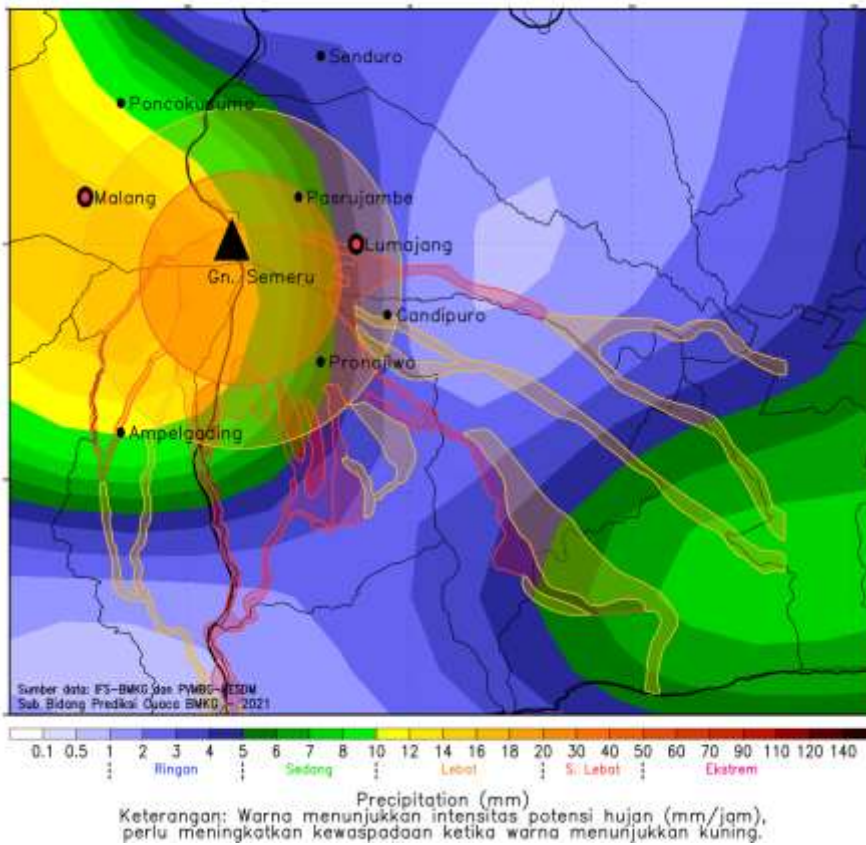 Senduro
Poncokusumo
Malang
Pasrujambe
Lumajang
Gn. Semeru
Candipuro
Pronojiwo
Ampelgading
Sumber data: IFS-BMKG dan PVMBG-KESDM
Sub Bidang Prediksi Cuaca BMKG - 2021
0.1 0.5 1 2 3 4 5 6 7 8 10 12 14 16 18 20 30 40 50 60 70 90 110 120 140
Ringan Sedang Lebat S. Lebat Ekstrem
Precipitation (mm)
Keterangan: Warna menunjukkan intensitas potensi hujan (mm/jam),
perlu meningkatkan kewaspadaan ketika warna menunjukkan kuning.